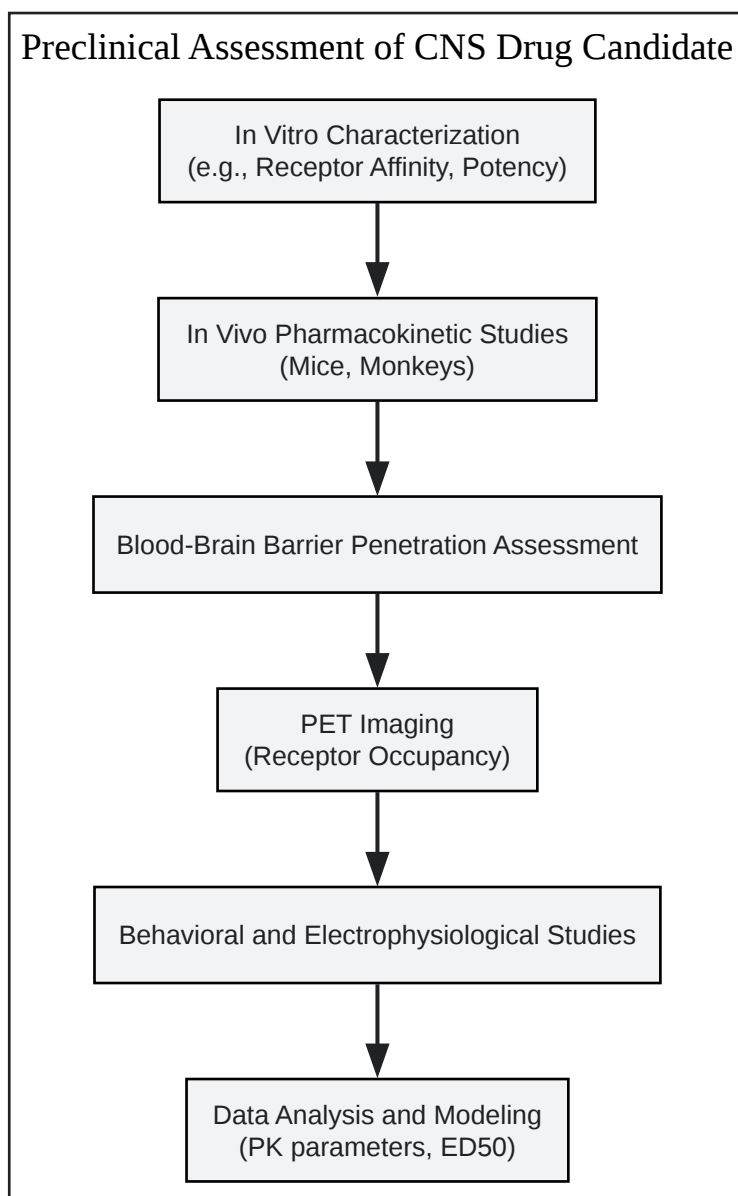 Preclinical Assessment of CNS Drug Candidate
In Vitro Characterization
(e.g., Receptor Affinity, Potency)
In Vivo Pharmacokinetic Studies
(Mice, Monkeys)
Blood-Brain Barrier Penetration Assessment
PET Imaging
(Receptor Occupancy)
Behavioral and Electrophysiological Studies
Data Analysis and Modeling
(PK parameters, ED50)